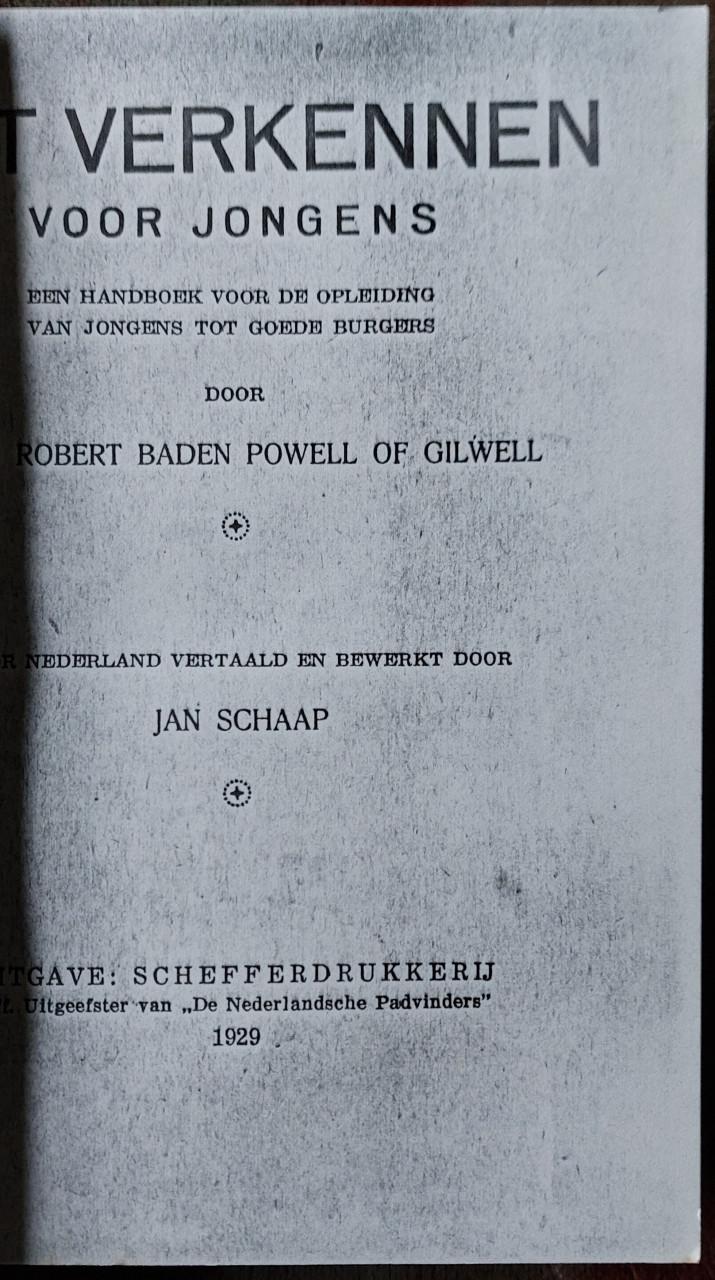 T VERKENNEN
VOOR JONGENS
EEN HANDBOEK VOOR DE OPLEIDING
VAN JONGENS TOT GOEDE BURGERS
DOOR
ROBERT BADEN POWELL OF GILWELL
R NEDERLAND VERTAALD EN BEWERKT DOOR
JAN SCHAAP
ITGAVE: SCHEFFERDRUKKERIJ
Uitgeefster van „De Nederlandsche Padvinders”
1929